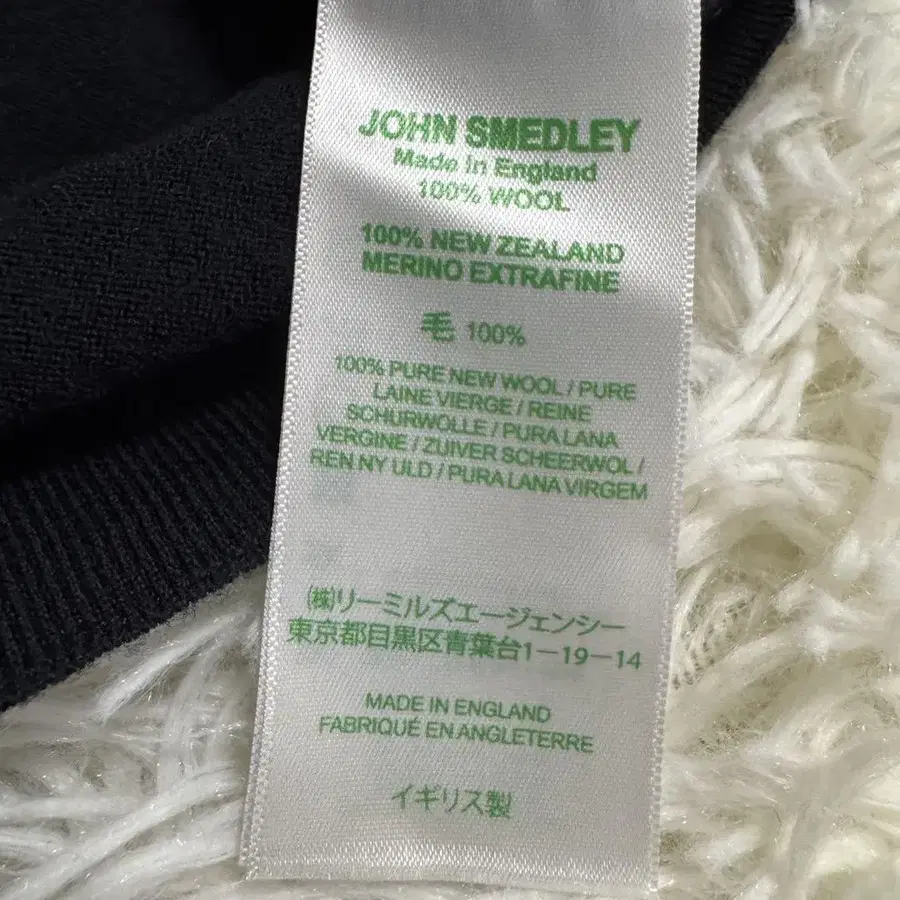 JOHN SMEDLEY
Made in England
100% WOOL
100% NEW ZEALAND
MERINO EXTRAFINE
毛 100%
100% PURE NEW WOOL / PURE
LAINE VIERGE / REINE
SCHURWOLLE / PURA LANA
VERGINE / ZUIVER SCHEERWOL /
REN NY ULD / PURA LANA VIRGEM
(株)リーミルズエージェンシー
東京都目黒区青葉台1-19-14
MADE IN ENGLAND
FABRIQUÉ EN ANGLETERRE
イギリス製